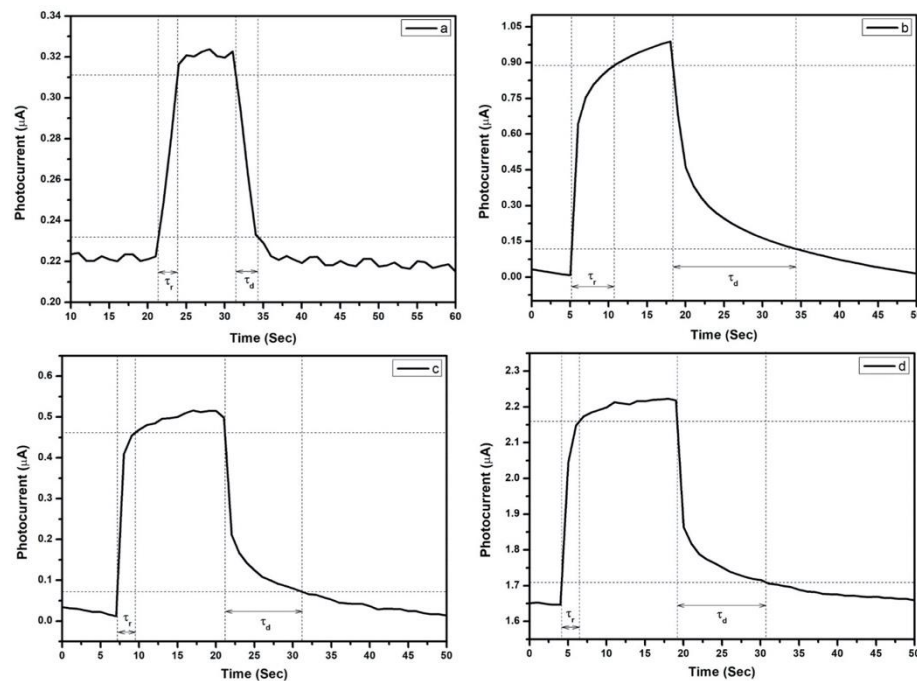 a
0.34
0.32
0.30
0.28
0.26
0.24
0.22
0.20
Photocurrent (μA)
τr
τd
10 15 20 25 30 35 40 45 50 55 60
Time (Sec)
b
1.05
0.90
0.75
0.60
0.45
0.30
0.15
0.00
Photocurrent (μA)
τr
τd
0 5 10 15 20 25 30 35 40 45 50
Time (Sec)
c
0.6
0.5
0.4
0.3
0.2
0.1
0.0
Photocurrent (μA)
τr
τd
0 10 20 30 40 50
Time (Sec)
d
2.3
2.2
2.1
2.0
1.9
1.8
1.7
1.6
Photocurrent (μA)
τr
τd
0 5 10 15 20 25 30 35 40 45 50
Time (Sec)